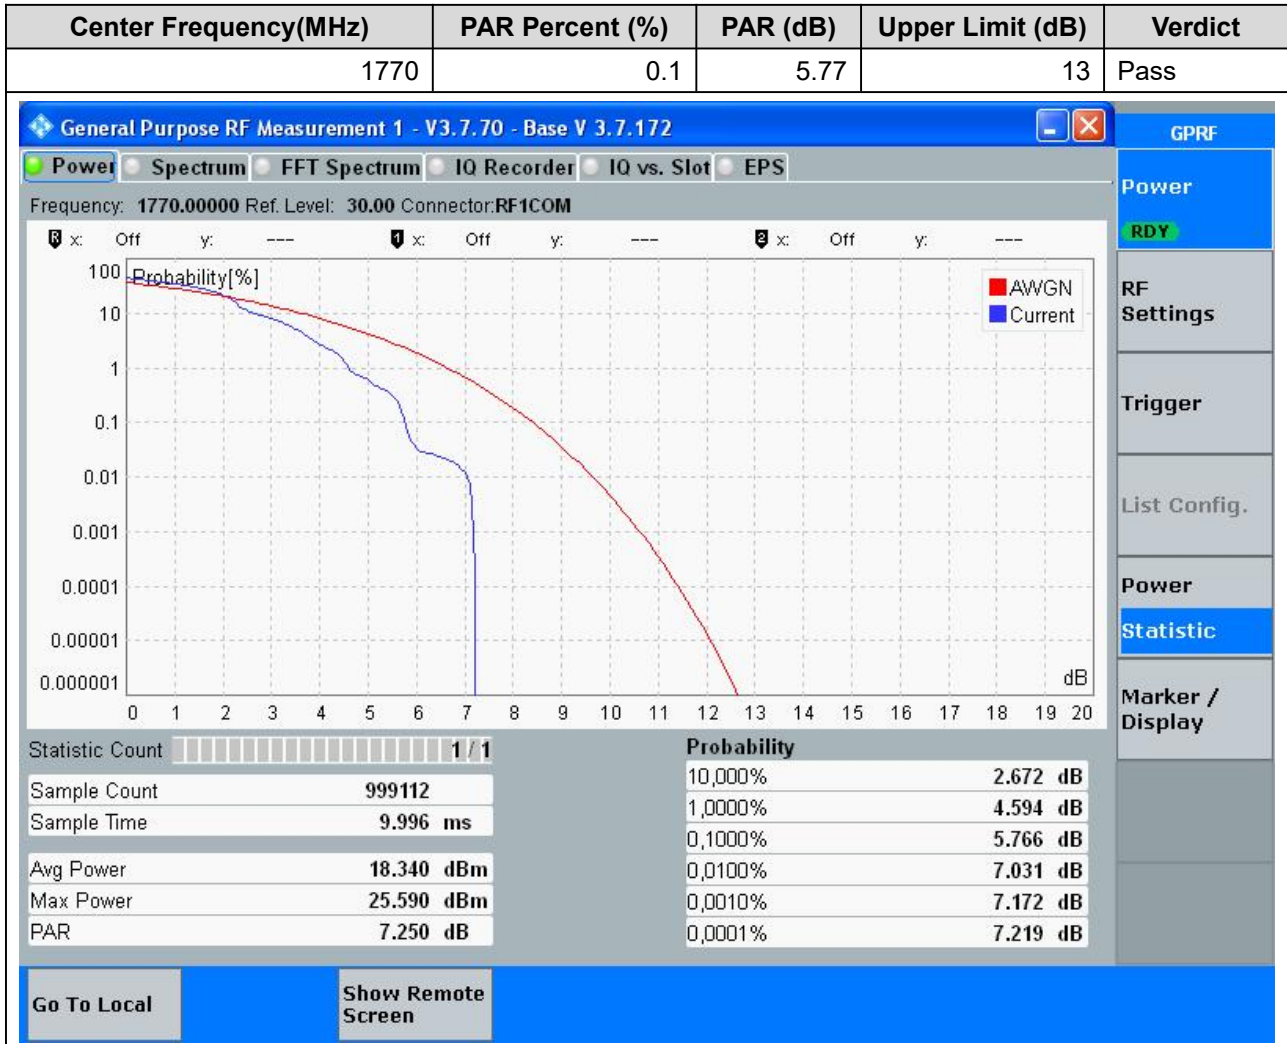 Center Frequency(MHz) PAR Percent (%) PAR (dB) Upper Limit (dB) Verdict
1770 0.1 5.77 13 Pass
General Purpose RF Measurement 1 - V3.7.70 - Base V 3.7.172
GPRF
Power Spectrum FFT Spectrum IQ Recorder IQ vs. Slot EPS
Frequency: 1770.00000 Ref. Level: 30.00 Connector:RF1COM
R x: Off y: --- 1 x: Off y: --- 2 x: Off y: ---
Probability[%]
AWGN
Current
100
10
1
0.1
0.01
0.001
0.0001
0.00001
0.000001
dB
0 1 2 3 4 5 6 7 8 9 10 11 12 13 14 15 16 17 18 19 20
Statistic Count 1 / 1
Sample Count 999112
Sample Time 9.996 ms
Avg Power 18.340 dBm
Max Power 25.590 dBm
PAR 7.250 dB
Probability
10,000% 2.672 dB
1,0000% 4.594 dB
0,1000% 5.766 dB
0,0100% 7.031 dB
0,0010% 7.172 dB
0,0001% 7.219 dB
Power
RDY
RF
Settings
Trigger
List Config.
Power
Statistic
Marker /
Display
Go To Local
Show Remote
Screen